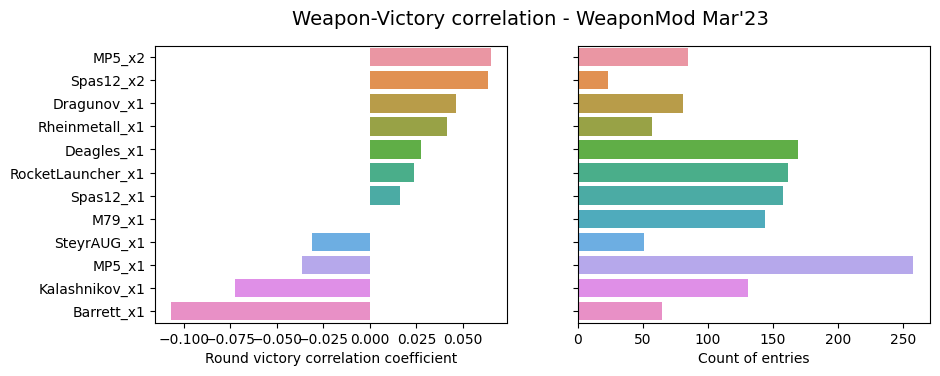 Weapon-Victory correlation - WeaponMod Mar'23
MP5_x2
Spas12_x2
Dragunov_x1
Rheinmetall_x1
Deagles_x1
RocketLauncher_x1
Spas12_x1
M79_x1
SteyrAUG_x1
MP5_x1
Kalashnikov_x1
Barrett_x1
−0.100 −0.075 −0.050 −0.025 0.000 0.025 0.050
Round victory correlation coefficient
0 50 100 150 200 250
Count of entries